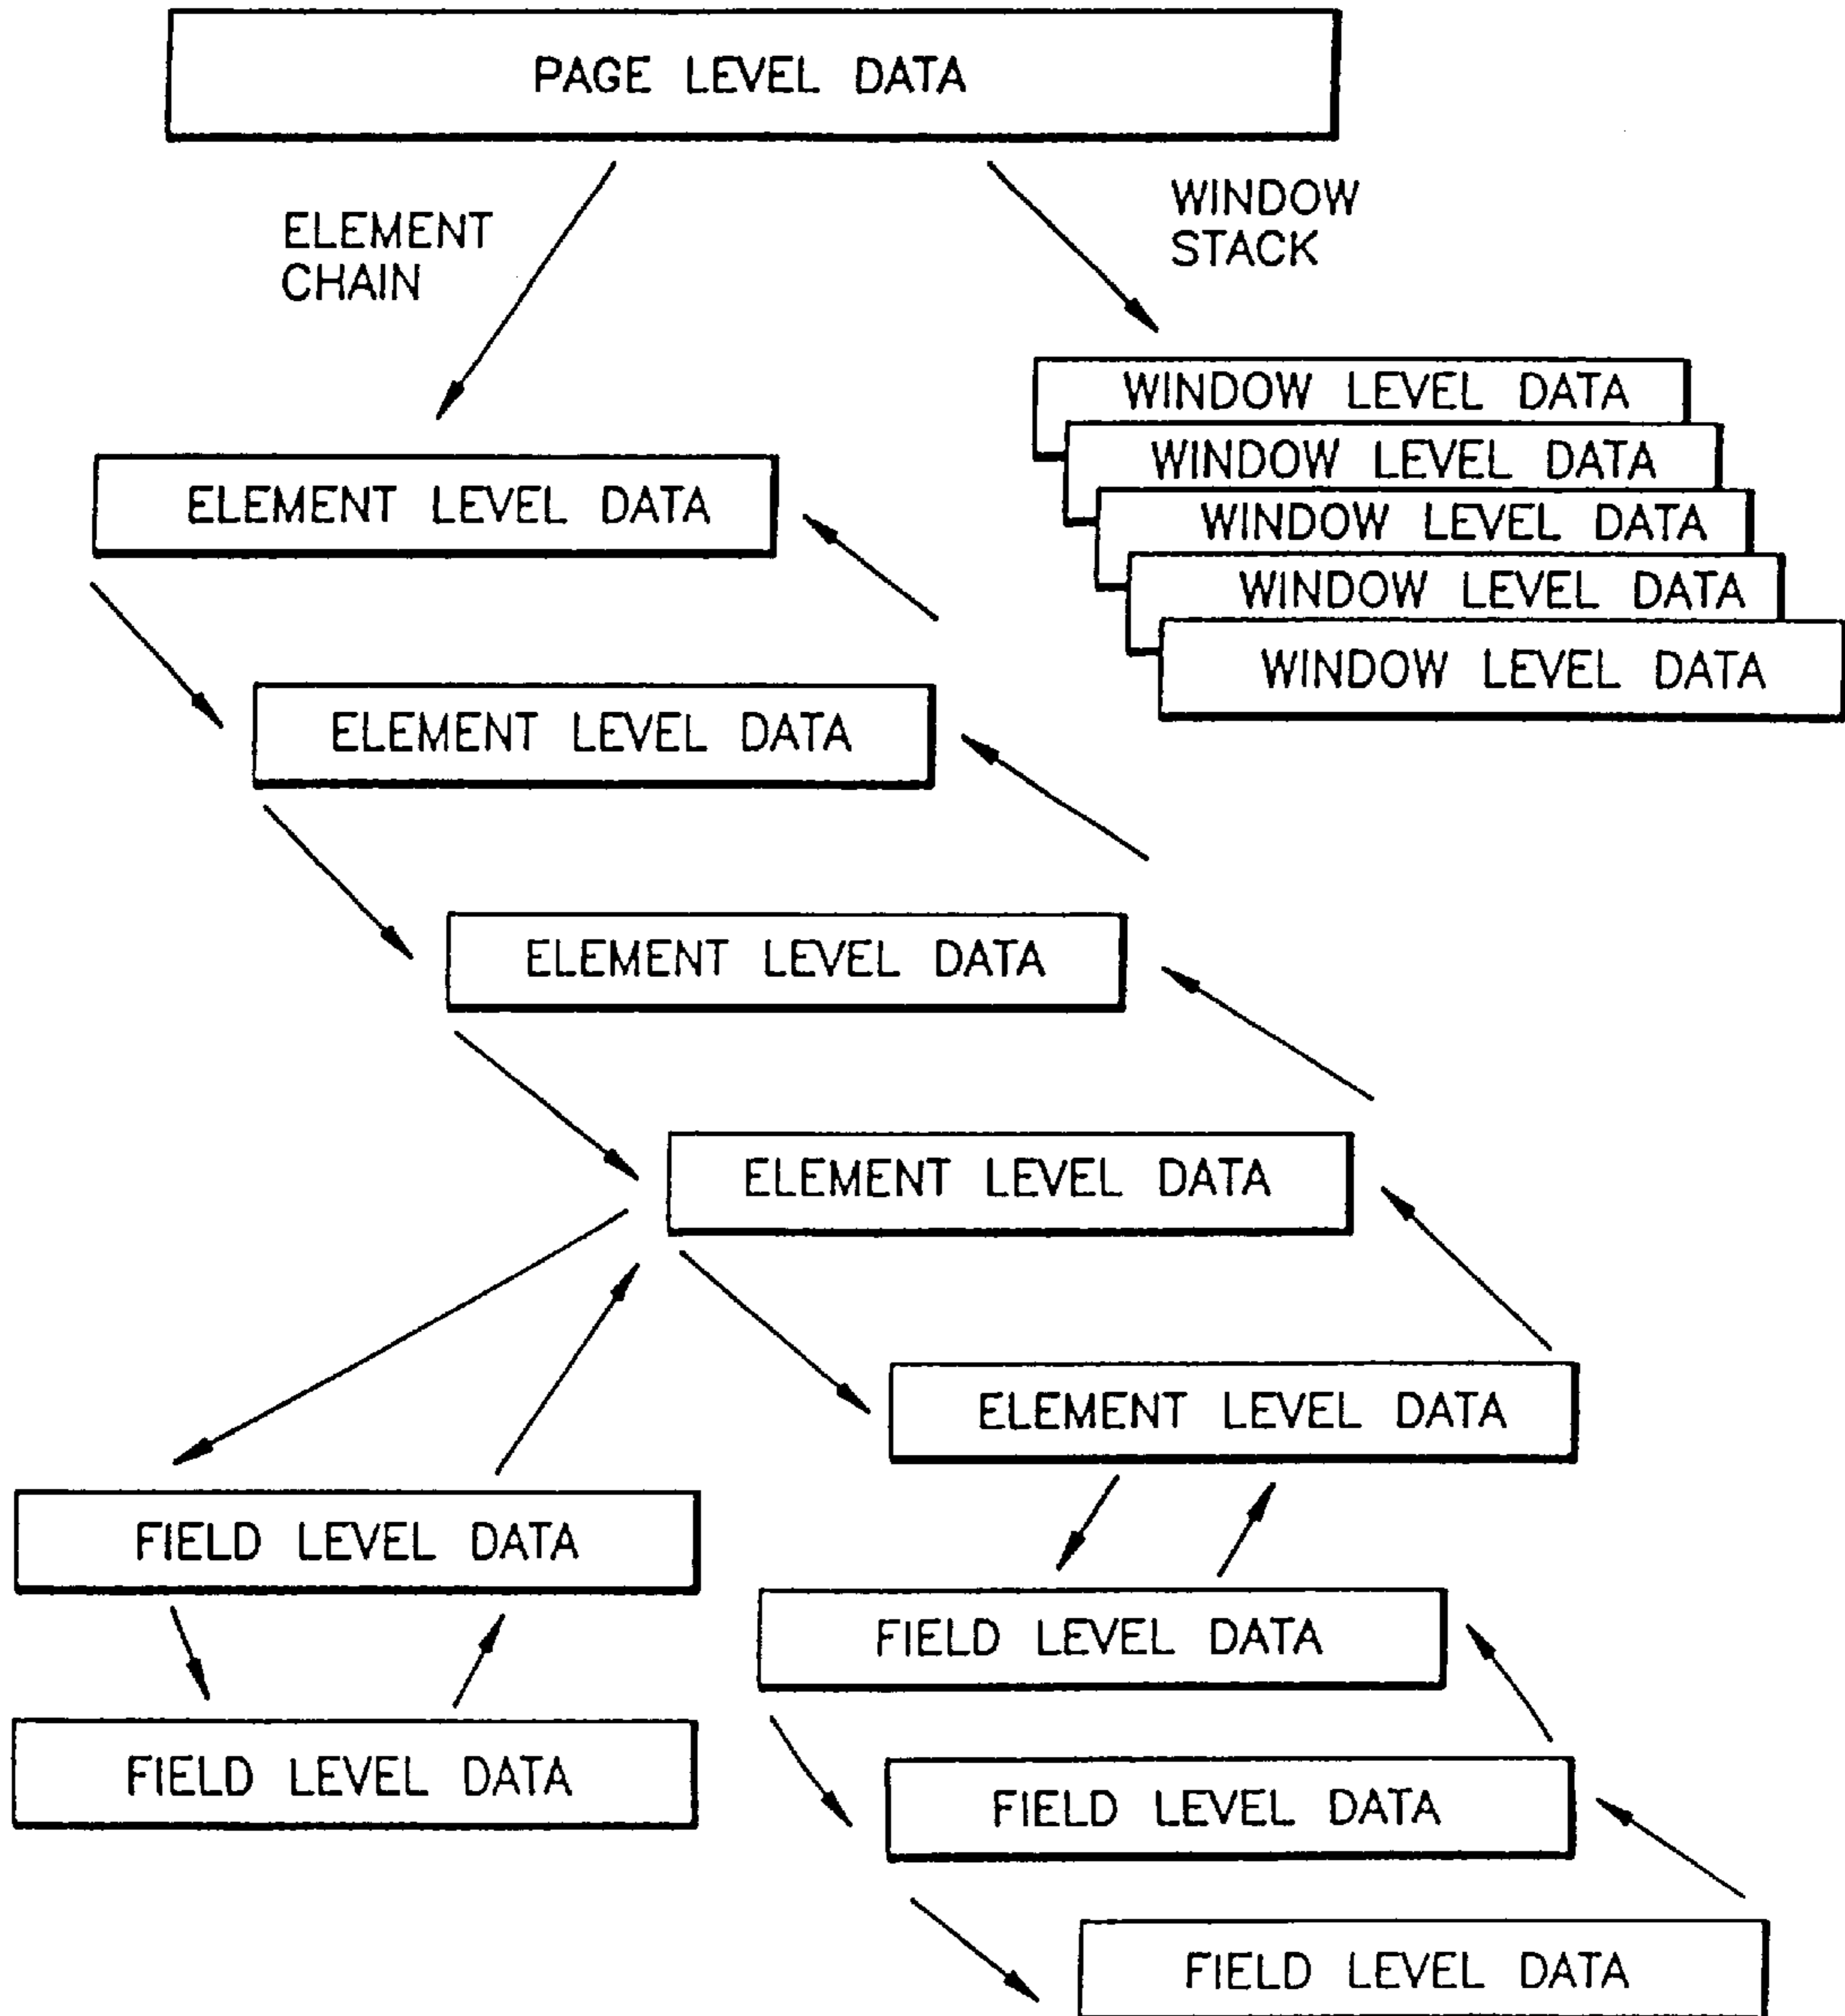 PAGE LEVEL DATA
ELEMENT
CHAIN
WINDOW
STACK
WINDOW LEVEL DATA
WINDOW LEVEL DATA
WINDOW LEVEL DATA
WINDOW LEVEL DATA
WINDOW LEVEL DATA
ELEMENT LEVEL DATA
ELEMENT LEVEL DATA
ELEMENT LEVEL DATA
ELEMENT LEVEL DATA
ELEMENT LEVEL DATA
FIELD LEVEL DATA
FIELD LEVEL DATA
FIELD LEVEL DATA
FIELD LEVEL DATA
FIELD LEVEL DATA